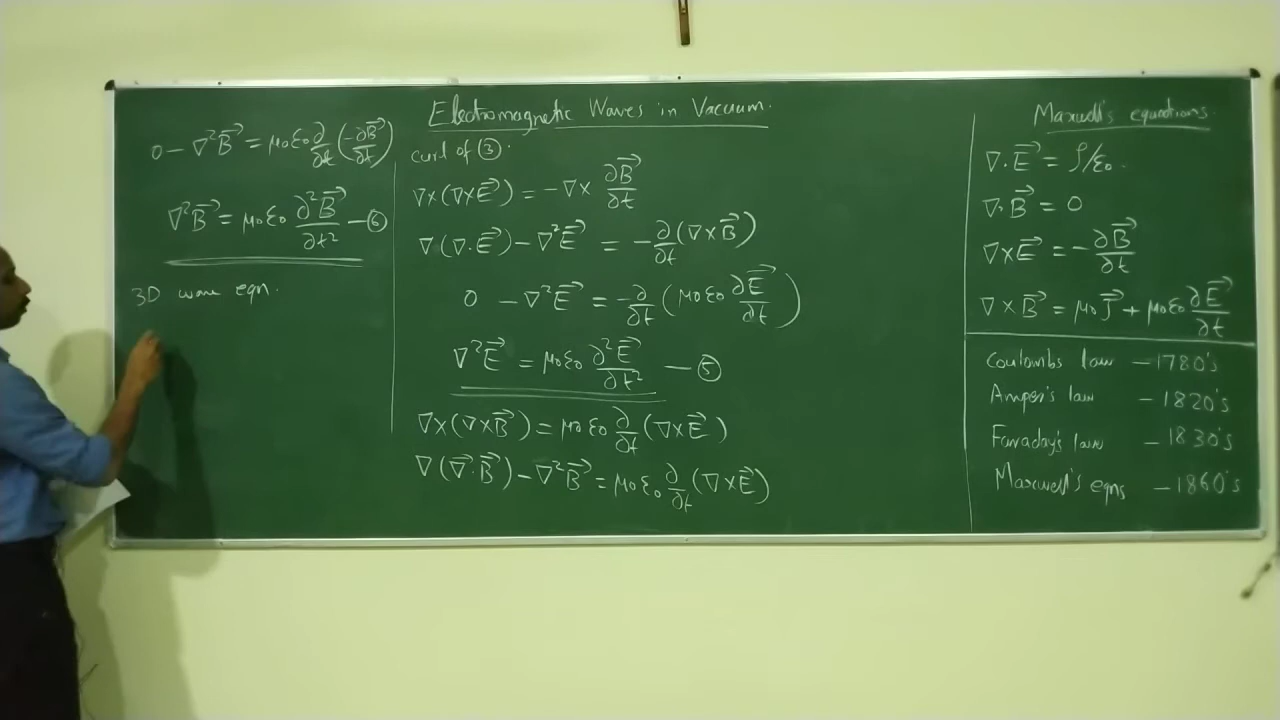 Electromagnetic Waves in Vacuum.
curl of ③.
∇×(∇×E⃗) = -∇× ∂B⃗/∂t
∇(∇.E⃗) - ∇²E⃗ = -∂/∂t (∇×B⃗)
0 - ∇²E⃗ = -∂/∂t (μ₀ε₀ ∂E⃗/∂t)
∇²E⃗ = μ₀ε₀ ∂²E⃗/∂t² — ⑤
∇×(∇×B⃗) = μ₀ε₀ ∂/∂t (∇×E⃗)
∇(∇⃗.B⃗) - ∇²B⃗ = μ₀ε₀ ∂/∂t (∇×E⃗)
0 - ∇²B⃗ = μ₀ε₀ ∂/∂t (-∂B⃗/∂t)
∇²B⃗ = μ₀ε₀ ∂²B⃗/∂t² — ⑥
3D wave eqn.
Maxwell's equations.
∇.E⃗ = ρ/ε₀.
∇.B⃗ = 0
∇×E⃗ = -∂B⃗/∂t
∇×B⃗ = μ₀J⃗ + μ₀ε₀ ∂E⃗/∂t
Coulombs law — 1780's
Amper's law — 1820's
Faraday's law — 1830's
Maxwell's eqns — 1860's